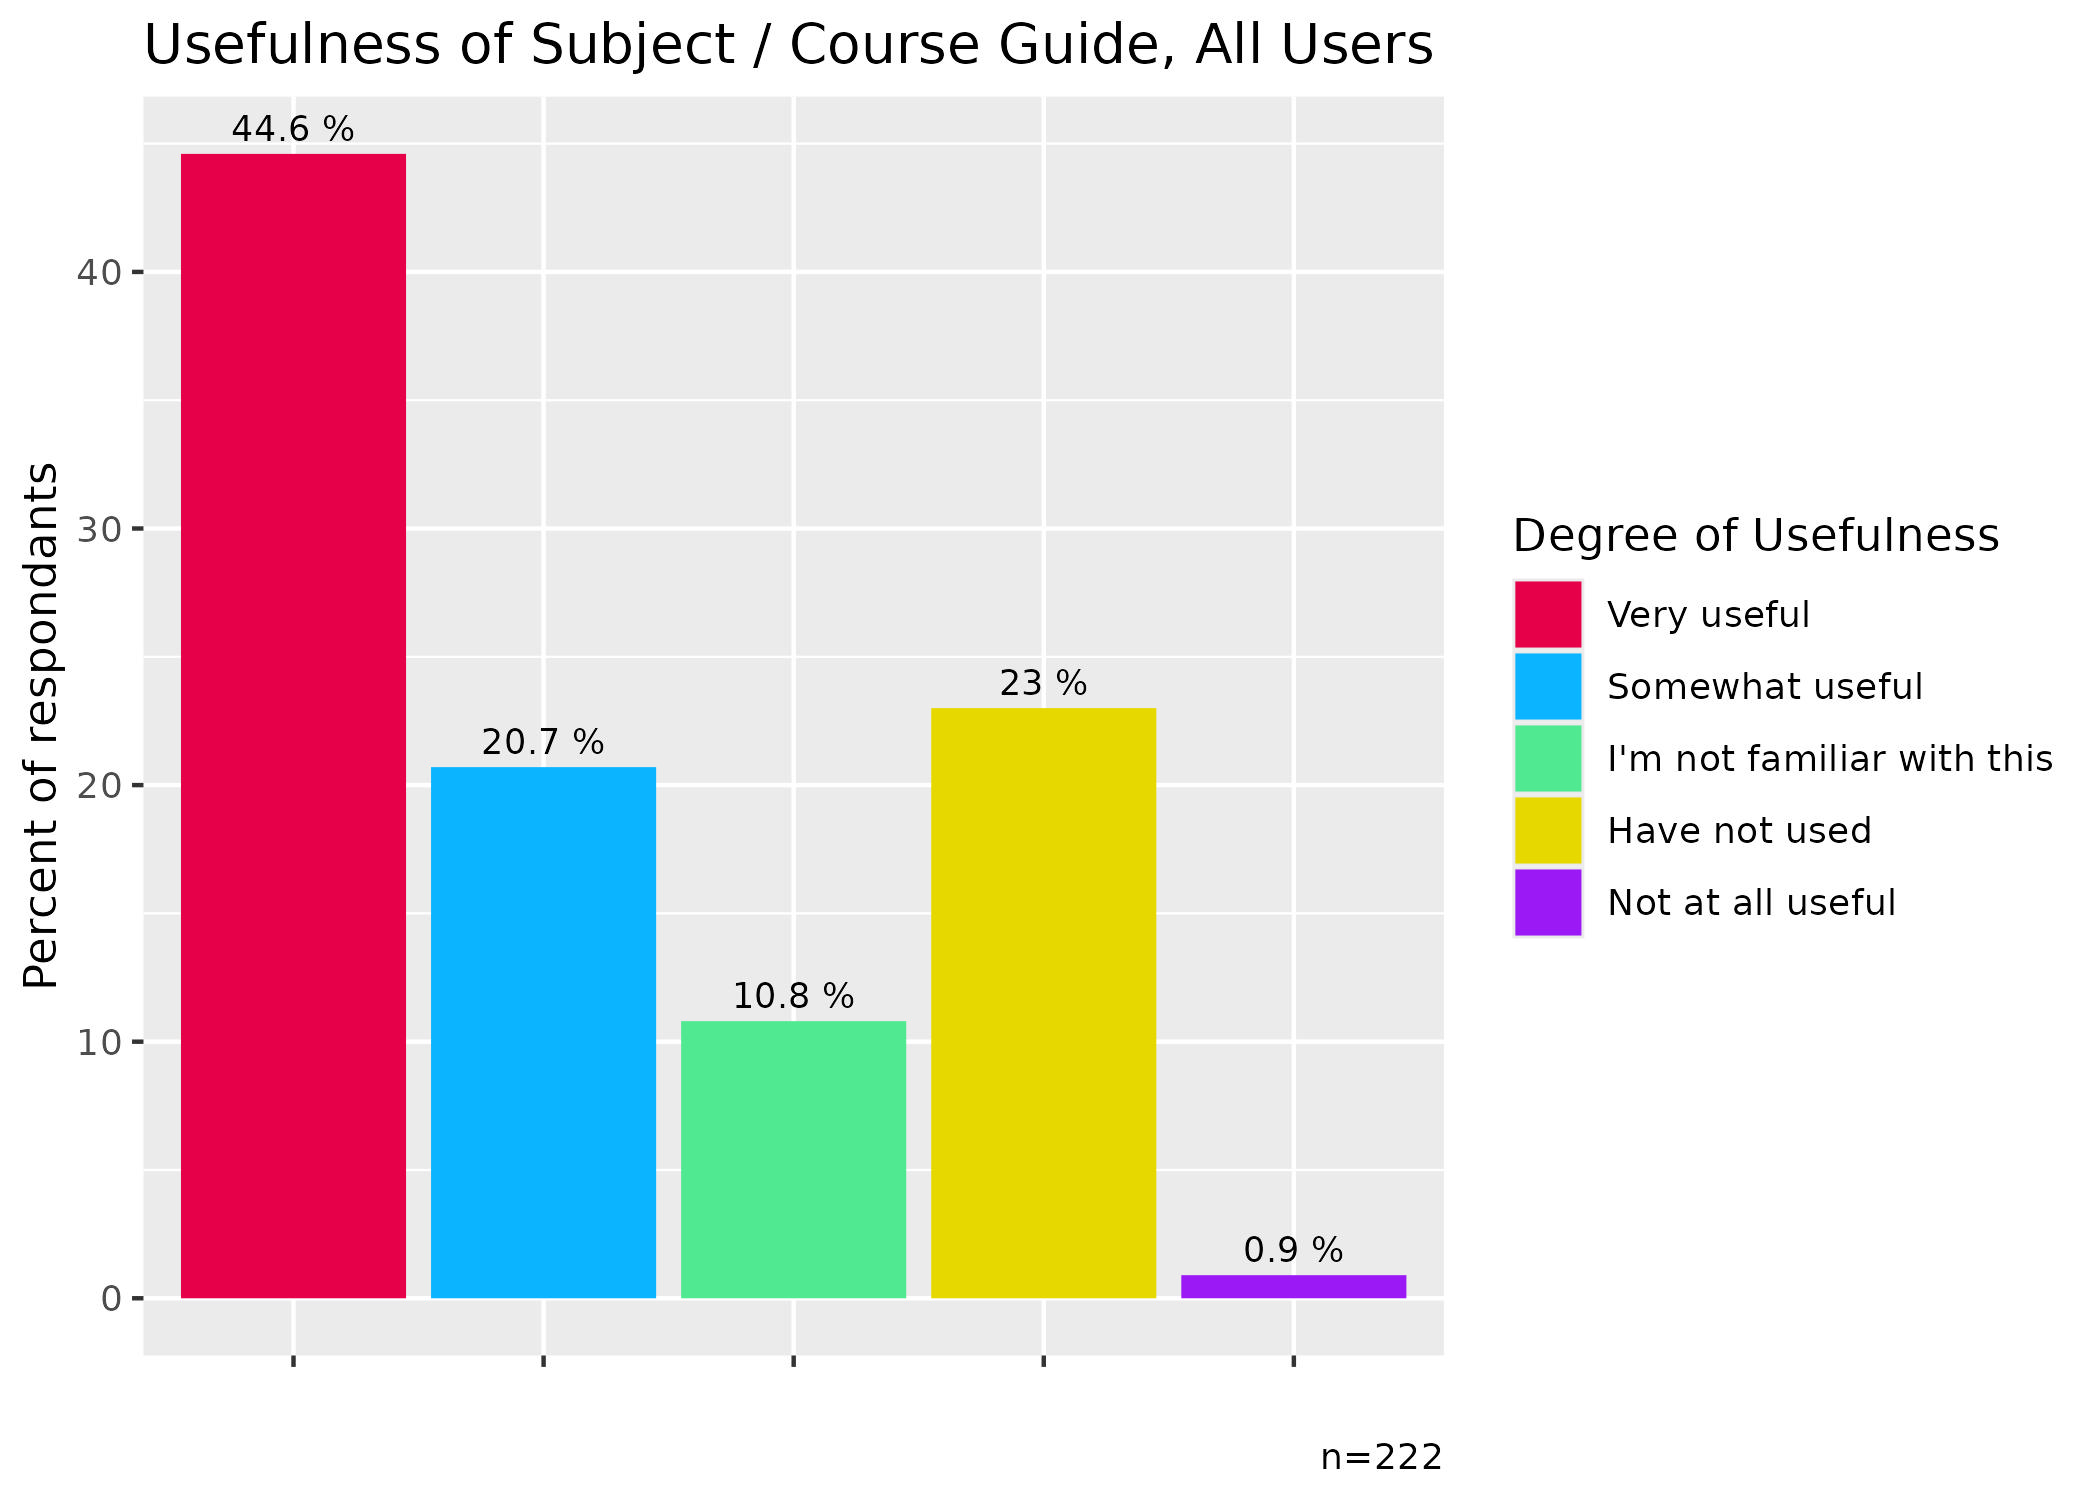 Usefulness of Subject / Course Guide, All Users
Percent of respondants
40
30
20
10
0
44.6 %
20.7 %
10.8 %
23 %
0.9 %
Degree of Usefulness
Very useful
Somewhat useful
I'm not familiar with this
Have not used
Not at all useful
n=222